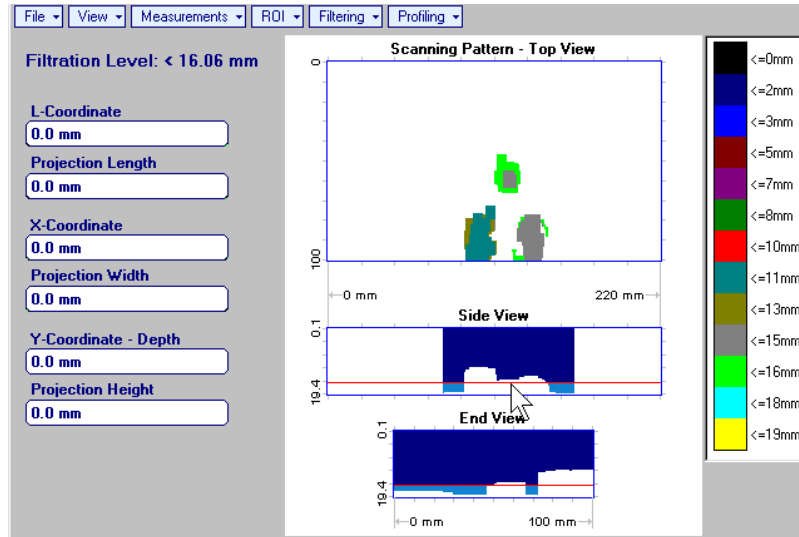 File View Measurements ROI Filtering Profiling
Filtration Level: < 16.06 mm
L-Coordinate
0.0 mm
Projection Length
0.0 mm
X-Coordinate
0.0 mm
Projection Width
0.0 mm
Y-Coordinate - Depth
0.0 mm
Projection Height
0.0 mm
Scanning Pattern - Top View
0
100
0 mm 220 mm
Side View
0.1
19.4
End View
0.1
19.4
0 mm 100 mm
<=0mm
<=2mm
<=3mm
<=5mm
<=7mm
<=8mm
<=10mm
<=11mm
<=13mm
<=15mm
<=16mm
<=18mm
<=19mm